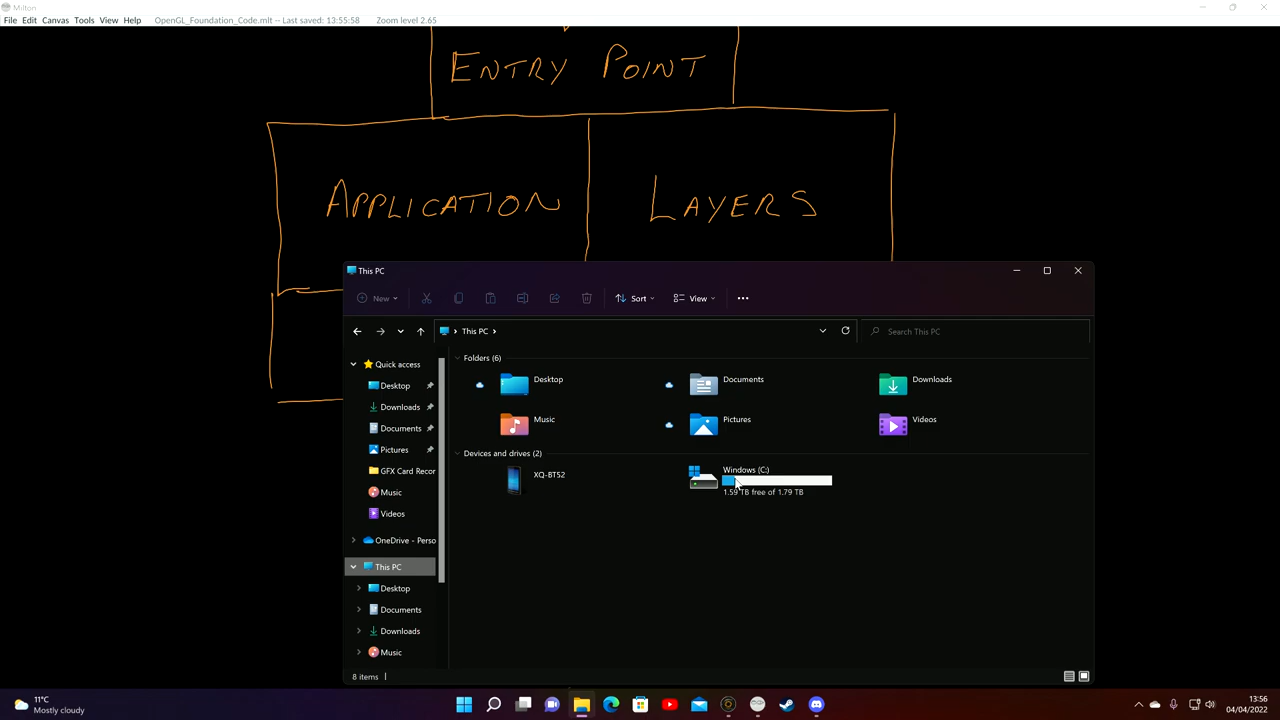 Milton
File Edit Canvas Tools View Help OpenGL_Foundation_Code.mlt -- Last saved: 13:55:58 Zoom level 2.65
ENTRY POINT
APPLICATION LAYERS
This PC
New Sort View
This PC
Search This PC
Quick access
Desktop
Downloads
Documents
Pictures
GFX Card Recor
Music
Videos
OneDrive - Perso
This PC
Desktop
Documents
Downloads
Music
Folders (6)
Desktop Documents Downloads
Music Pictures Videos
Devices and drives (2)
XQ-BT52 Windows (C:)
1.59 TB free of 1.79 TB
8 items
11°C
Mostly cloudy
13:56
04/04/2022